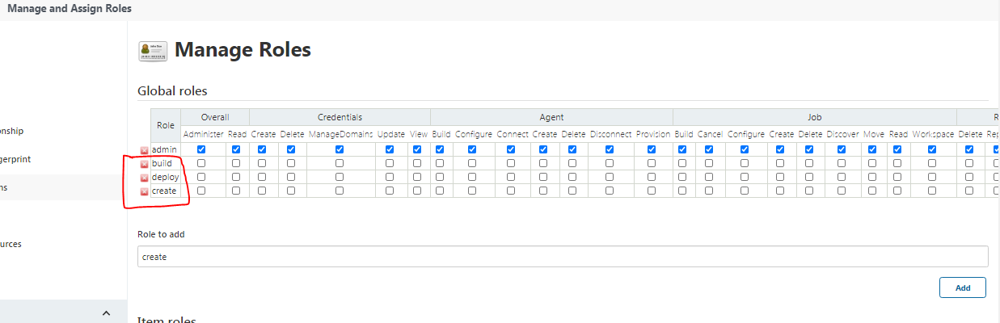 Manage and Assign Roles
Manage Roles
Global roles
Role Overall Credentials Agent Job R
Administer Read Create Delete ManageDomains Update View Build Configure Connect Create Delete Disconnect Provision Build Cancel Configure Create Delete Discover Move Read Workspace Delete Rep
onship
admin
gerprint
build
deploy
ns
create
urces
Role to add
create
Add
Item roles